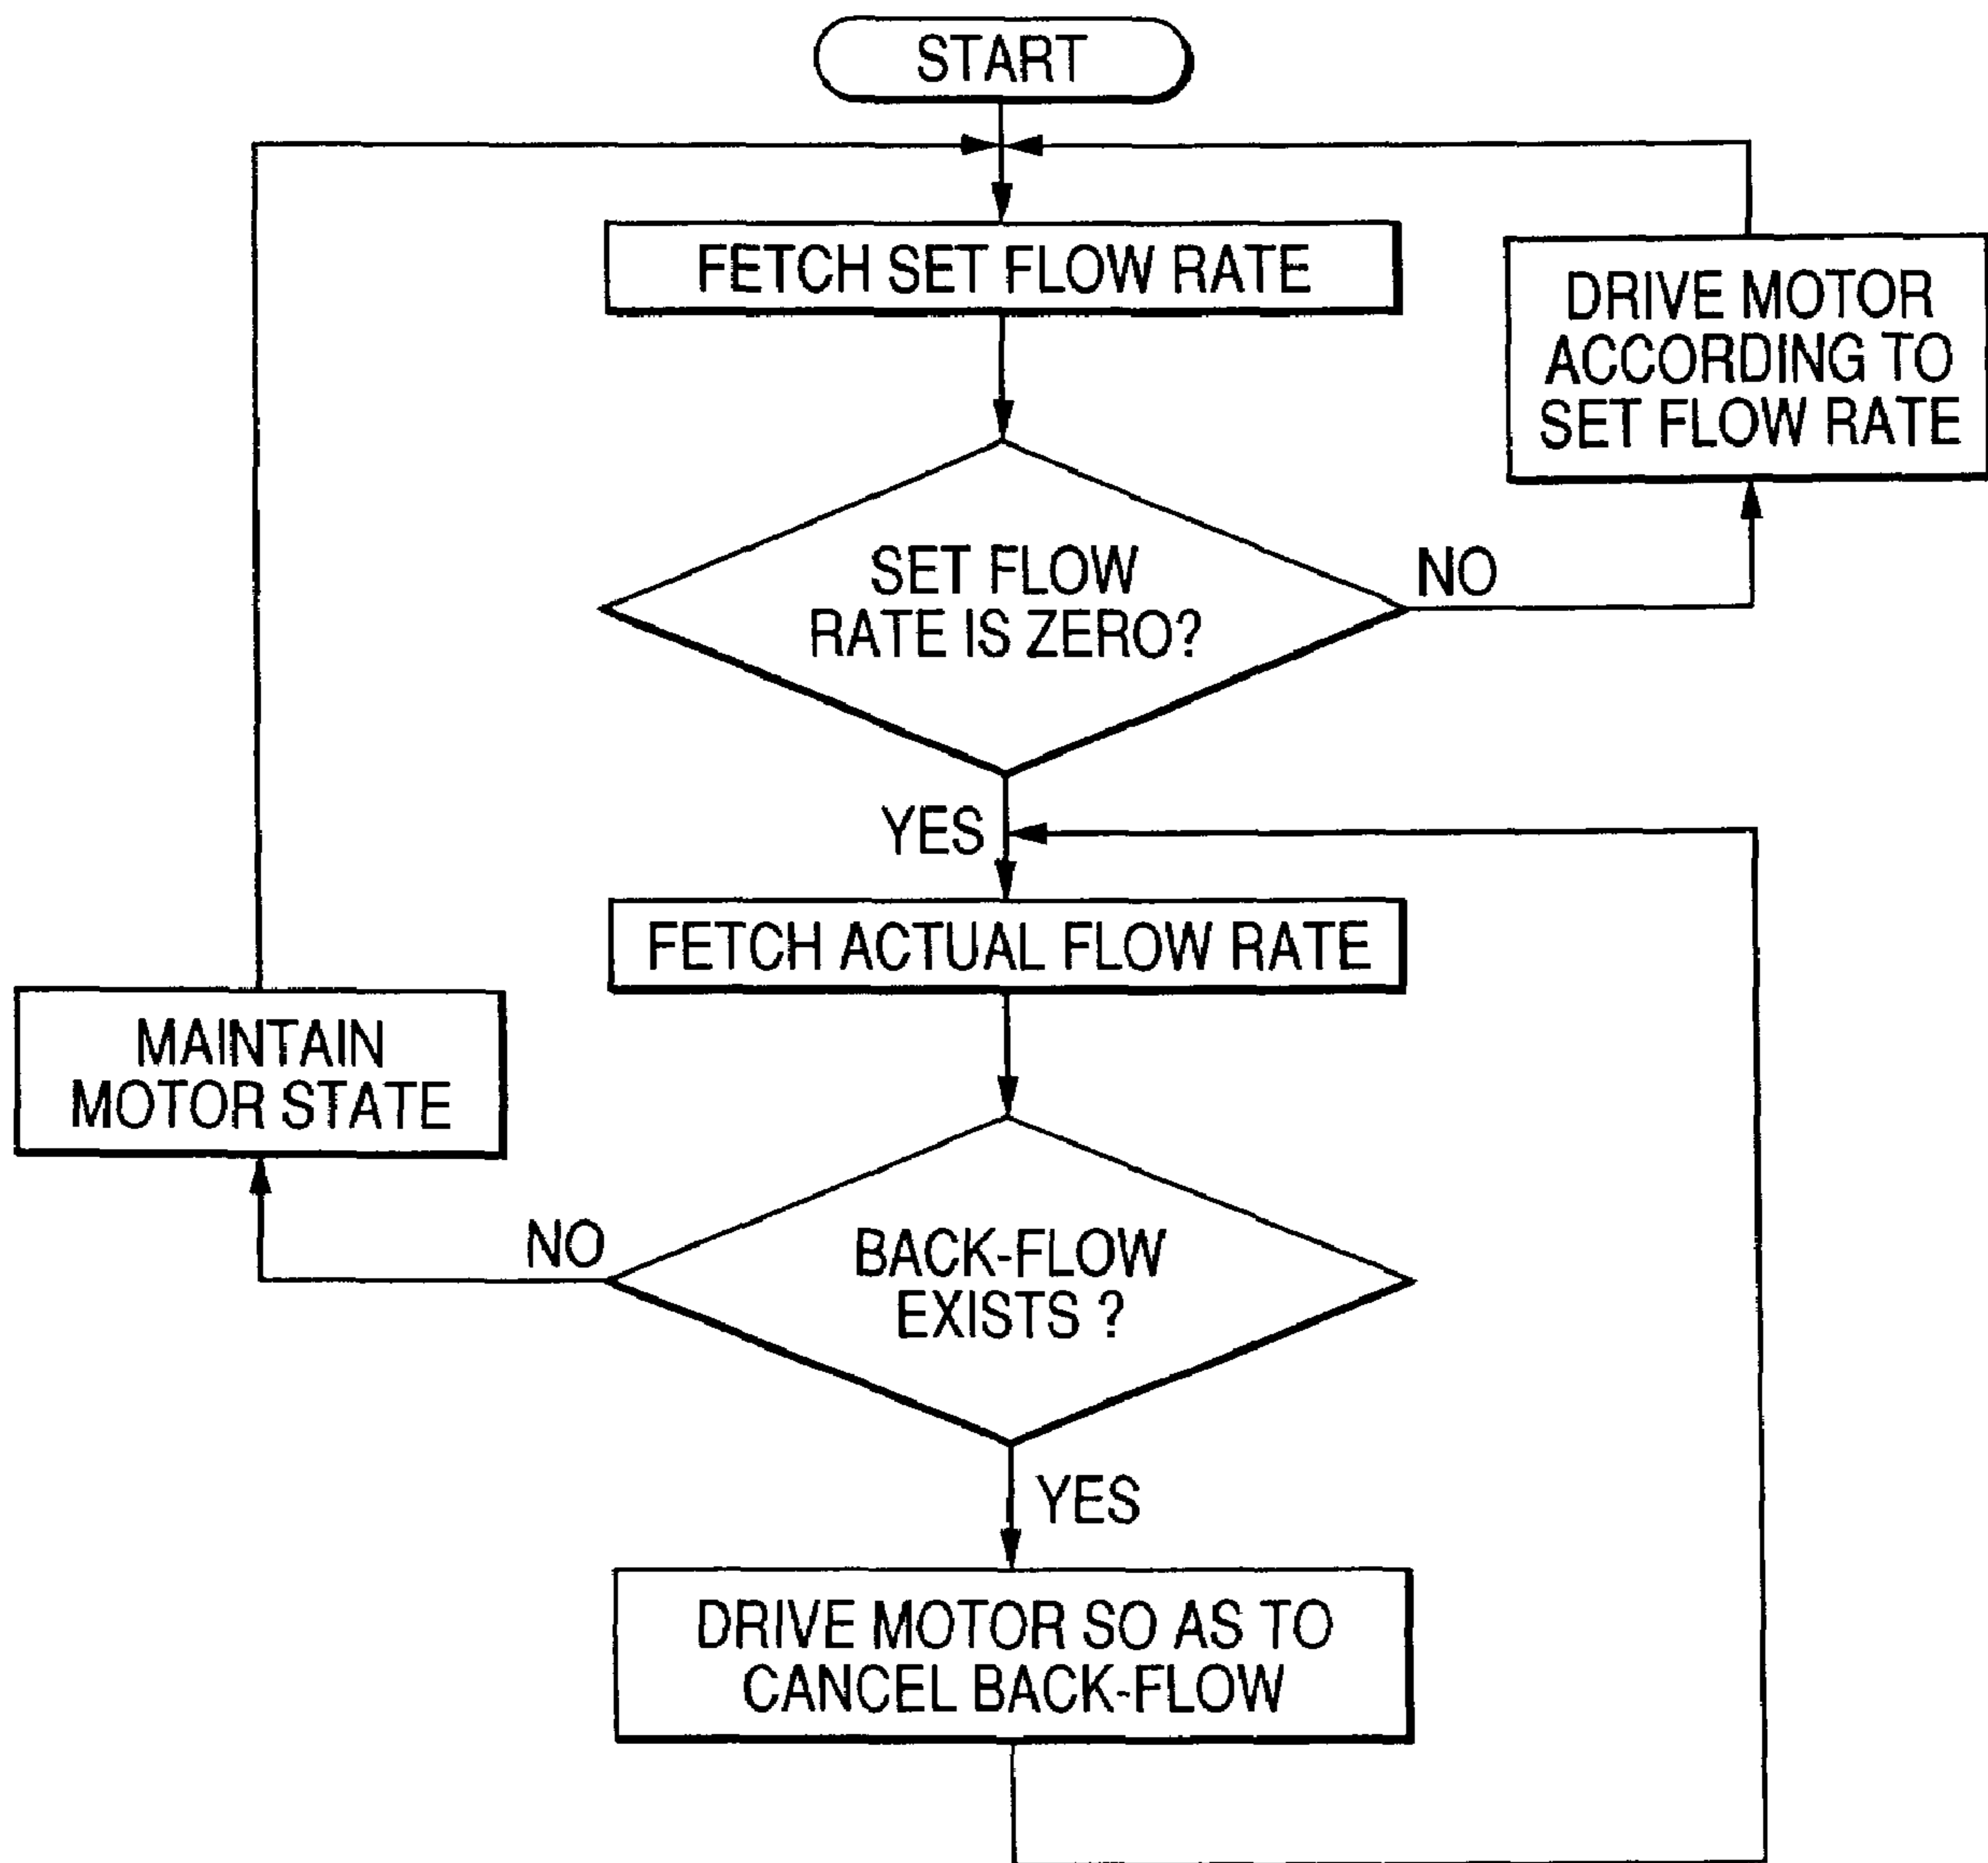 START
FETCH SET FLOW RATE
DRIVE MOTOR
ACCORDING TO
SET FLOW RATE
SET FLOW
RATE IS ZERO?
NO
YES
FETCH ACTUAL FLOW RATE
MAINTAIN
MOTOR STATE
NO
BACK-FLOW
EXISTS ?
YES
DRIVE MOTOR SO AS TO
CANCEL BACK-FLOW